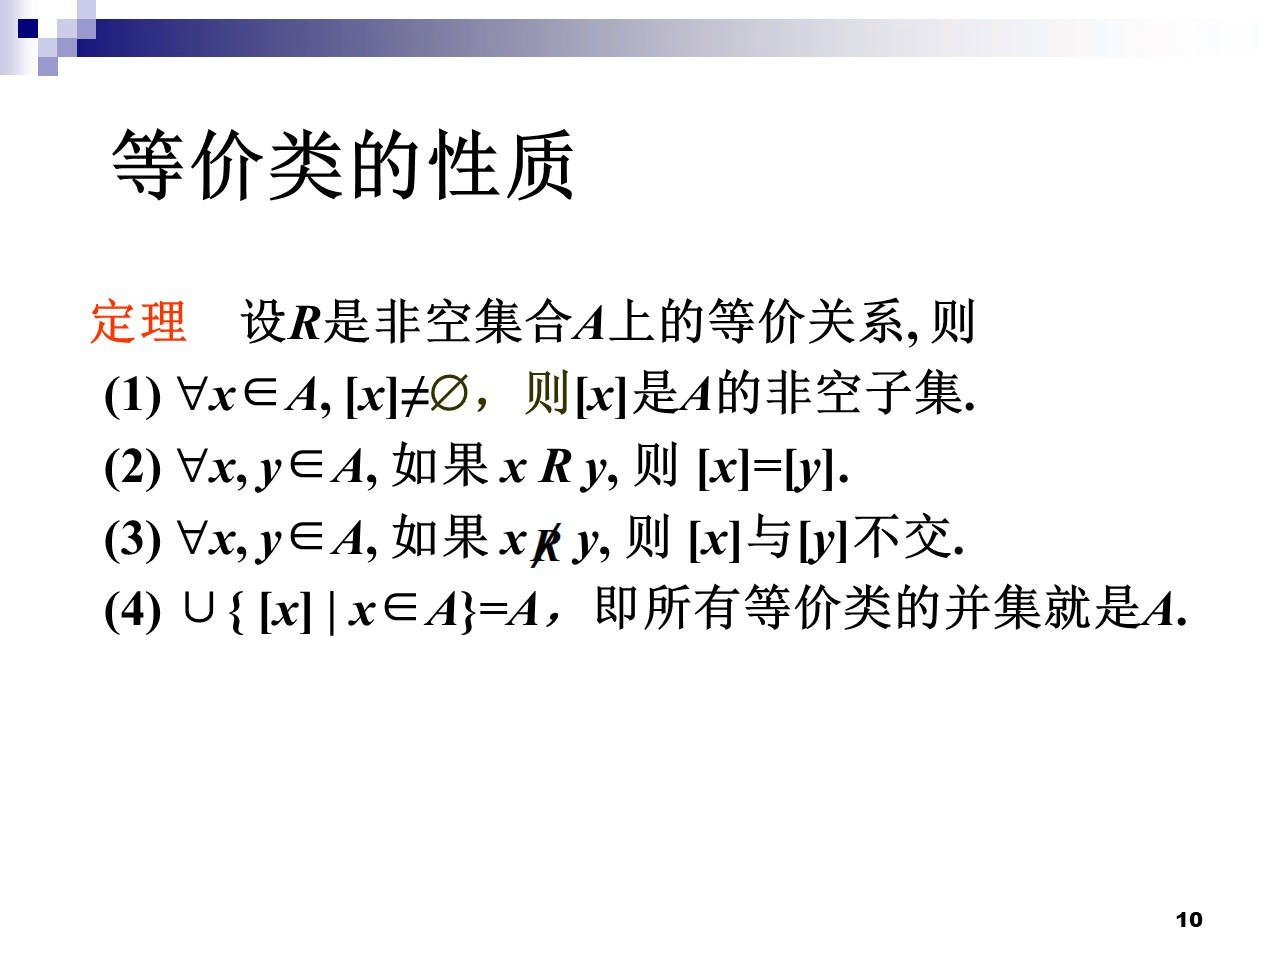 等价类的性质
定理 设R是非空集合A上的等价关系, 则
(1) ∀x∈A, [x]≠∅，则[x]是A的非空子集.
(2) ∀x, y∈A, 如果 x R y, 则 [x]=[y].
(3) ∀x, y∈A, 如果 x R̸ y, 则 [x]与[y]不交.
(4) ∪{ [x] | x∈A}=A，即所有等价类的并集就是A.
10